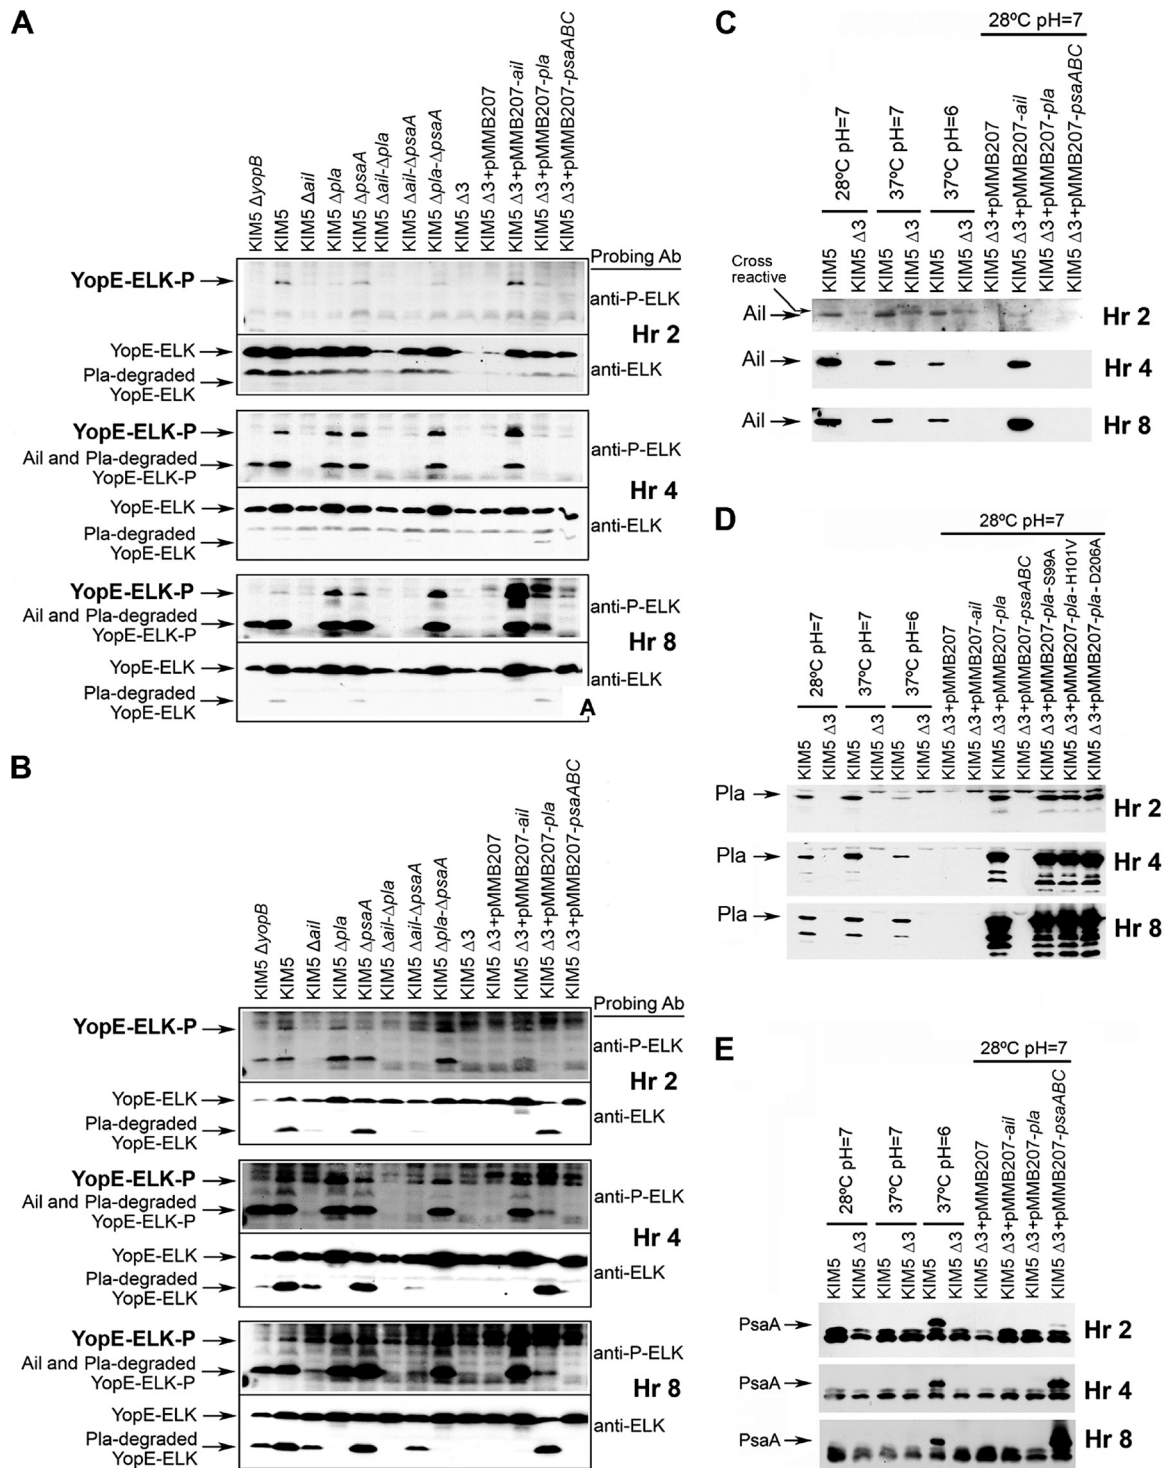 A
KIM5 ΔyopB
KIM5
KIM5 Δail
KIM5 Δpla
KIM5 ΔpsaA
KIM5 Δail-Δpla
KIM5 Δail-ΔpsaA
KIM5 Δpla-ΔpsaA
KIM5 Δ3
KIM5 Δ3+pMMB207
KIM5 Δ3+pMMB207-ail
KIM5 Δ3+pMMB207-pla
KIM5 Δ3+pMMB207-psaABC
Probing Ab
YopE-ELK-P
anti-P-ELK
Hr 2
YopE-ELK
anti-ELK
Pla-degraded
YopE-ELK
YopE-ELK-P
anti-P-ELK
Ail and Pla-degraded
YopE-ELK-P
Hr 4
YopE-ELK
anti-ELK
Pla-degraded
YopE-ELK
YopE-ELK-P
anti-P-ELK
Ail and Pla-degraded
YopE-ELK-P
Hr 8
YopE-ELK
anti-ELK
Pla-degraded
YopE-ELK
A
B
KIM5 ΔyopB
KIM5
KIM5 Δail
KIM5 Δpla
KIM5 ΔpsaA
KIM5 Δail-Δpla
KIM5 Δail-ΔpsaA
KIM5 Δpla-ΔpsaA
KIM5 Δ3
KIM5 Δ3+pMMB207
KIM5 Δ3+pMMB207-ail
KIM5 Δ3+pMMB207-pla
KIM5 Δ3+pMMB207-psaABC
Probing Ab
YopE-ELK-P
anti-P-ELK
Hr 2
YopE-ELK
anti-ELK
Pla-degraded
YopE-ELK
YopE-ELK-P
anti-P-ELK
Ail and Pla-degraded
YopE-ELK-P
Hr 4
YopE-ELK
anti-ELK
Pla-degraded
YopE-ELK
YopE-ELK-P
anti-P-ELK
Ail and Pla-degraded
YopE-ELK-P
Hr 8
YopE-ELK
anti-ELK
Pla-degraded
YopE-ELK
C
28ºC pH=7
28ºC pH=7
37ºC pH=7
37ºC pH=6
KIM5
KIM5 Δ3
KIM5
KIM5 Δ3
KIM5
KIM5 Δ3
KIM5 Δ3+pMMB207
KIM5 Δ3+pMMB207-ail
KIM5 Δ3+pMMB207-pla
KIM5 Δ3+pMMB207-psaABC
Cross
reactive
Ail
Hr 2
Ail
Hr 4
Ail
Hr 8
D
28ºC pH=7
28ºC pH=7
37ºC pH=7
37ºC pH=6
KIM5
KIM5 Δ3
KIM5
KIM5 Δ3
KIM5
KIM5 Δ3
KIM5 Δ3+pMMB207
KIM5 Δ3+pMMB207-ail
KIM5 Δ3+pMMB207-pla
KIM5 Δ3+pMMB207-psaABC
KIM5 Δ3+pMMB207-pla-S99A
KIM5 Δ3+pMMB207-pla-H101V
KIM5 Δ3+pMMB207-pla-D206A
Pla
Hr 2
Pla
Hr 4
Pla
Hr 8
E
28ºC pH=7
28ºC pH=7
37ºC pH=7
37ºC pH=6
KIM5
KIM5 Δ3
KIM5
KIM5 Δ3
KIM5
KIM5 Δ3
KIM5 Δ3+pMMB207
KIM5 Δ3+pMMB207-ail
KIM5 Δ3+pMMB207-pla
KIM5 Δ3+pMMB207-psaABC
PsaA
Hr 2
PsaA
Hr 4
PsaA
Hr 8